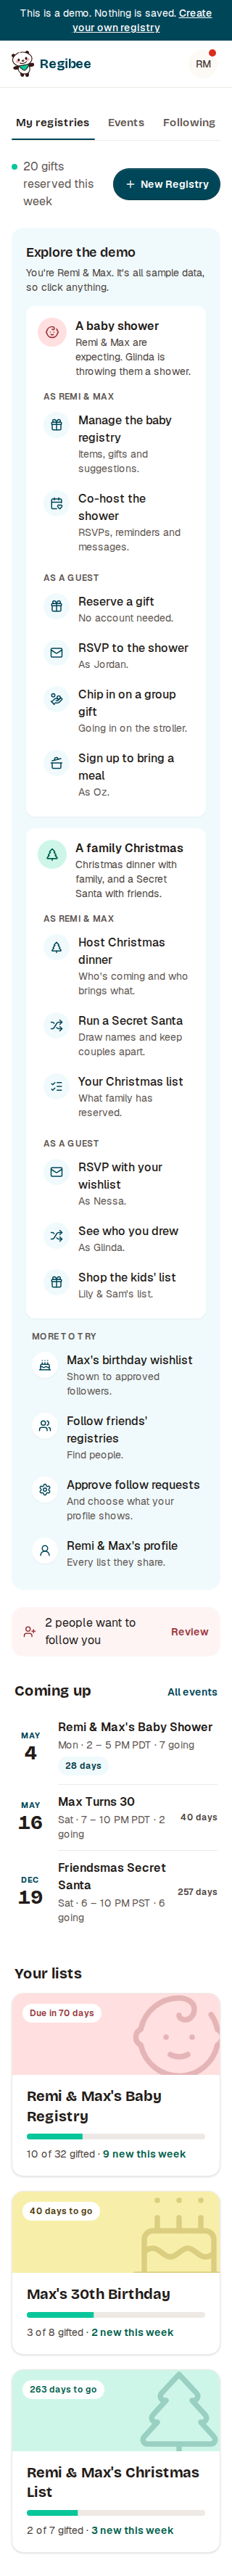 This is a demo. Nothing is saved. Create
your own registry
Regibee
RM
My registries
Events
Following
20 gifts
reserved this
week
+ New Registry
Explore the demo
You're Remi & Max. It's all sample data,
so click anything.
A baby shower
Remi & Max are
expecting. Glinda is
throwing them a shower.
AS REMI & MAX
Manage the baby
registry
Items, gifts and
suggestions.
Co-host the
shower
RSVPs, reminders and
messages.
AS A GUEST
Reserve a gift
No account needed.
RSVP to the shower
As Jordan.
Chip in on a group
gift
Going in on the stroller.
Sign up to bring a
meal
As Oz.
A family Christmas
Christmas dinner with
family, and a Secret
Santa with friends.
AS REMI & MAX
Host Christmas
dinner
Who's coming and who
brings what.
Run a Secret Santa
Draw names and keep
couples apart.
Your Christmas list
What family has
reserved.
AS A GUEST
RSVP with your
wishlist
As Nessa.
See who you drew
As Glinda.
Shop the kids' list
Lily & Sam's list.
MORE TO TRY
Max's birthday wishlist
Shown to approved
followers.
Follow friends'
registries
Find people.
Approve follow requests
And choose what your
profile shows.
Remi & Max's profile
Every list they share.
2 people want to
follow you
Review
Coming up
All events
MAY
4
Remi & Max's Baby Shower
Mon · 2 – 5 PM PDT · 7 going
28 days
MAY
16
Max Turns 30
Sat · 7 – 10 PM PDT · 2
going
40 days
DEC
19
Friendsmas Secret
Santa
Sat · 6 – 10 PM PST · 6
going
257 days
Your lists
Due in 70 days
Remi & Max's Baby
Registry
10 of 32 gifted · 9 new this week
40 days to go
Max's 30th Birthday
3 of 8 gifted · 2 new this week
263 days to go
Remi & Max's Christmas
List
2 of 7 gifted · 3 new this week